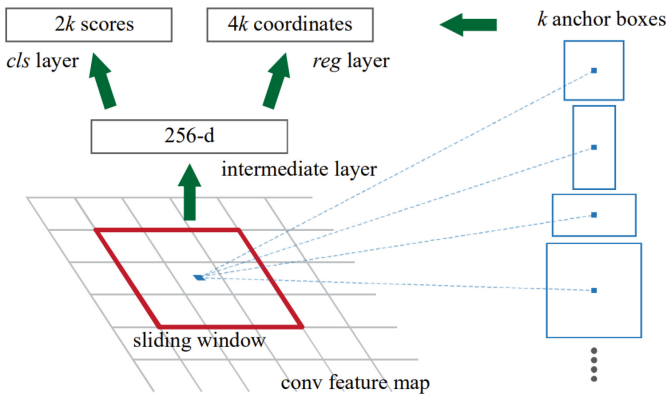 2k scores
4k coordinates
k anchor boxes
cls layer
reg layer
256-d
intermediate layer
sliding window
conv feature map